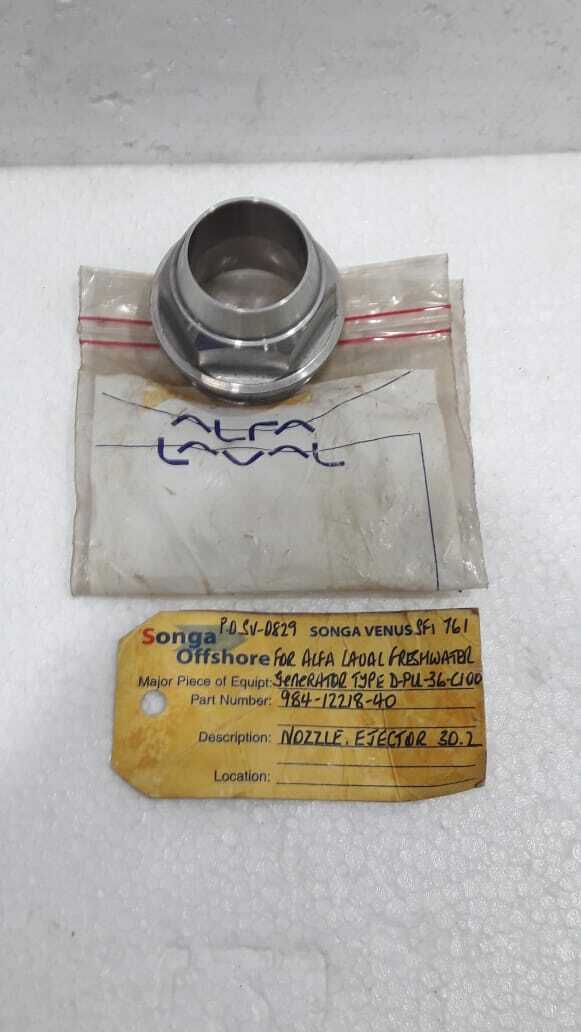 ALFA
LAVAL
P.O SV-0829 SONGA VENUS SFI 761
Songa
Offshore FOR ALFA LAVAL FRESHWATER
Major Piece of Equipt: GENERATOR TYPE D-PU-36-C100
Part Number: 984-12218-40
Description: NOZZLE. EJECTOR 30.2
Location: